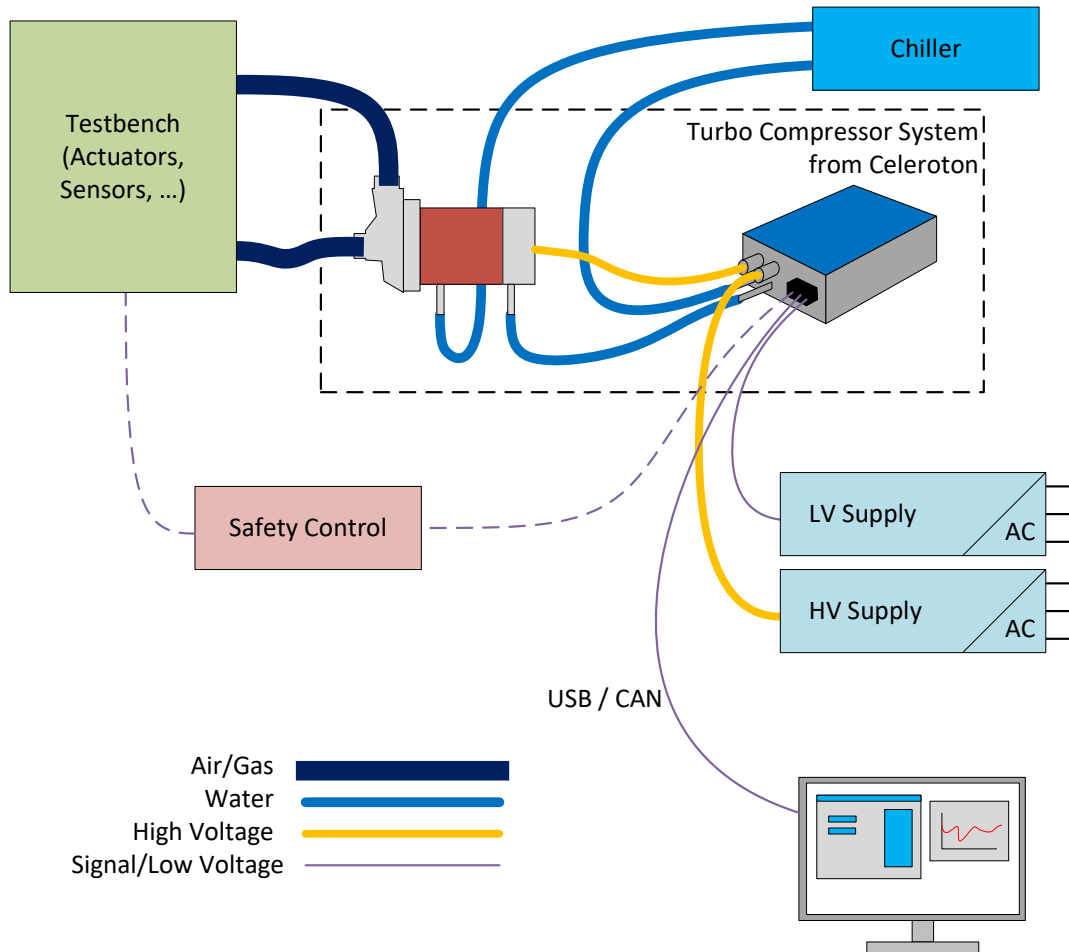 Chiller
Testbench
(Actuators,
Sensors, …)
Turbo Compressor System
from Celeroton
Safety Control
LV Supply
AC
HV Supply
AC
USB / CAN
Air/Gas
Water
High Voltage
Signal/Low Voltage